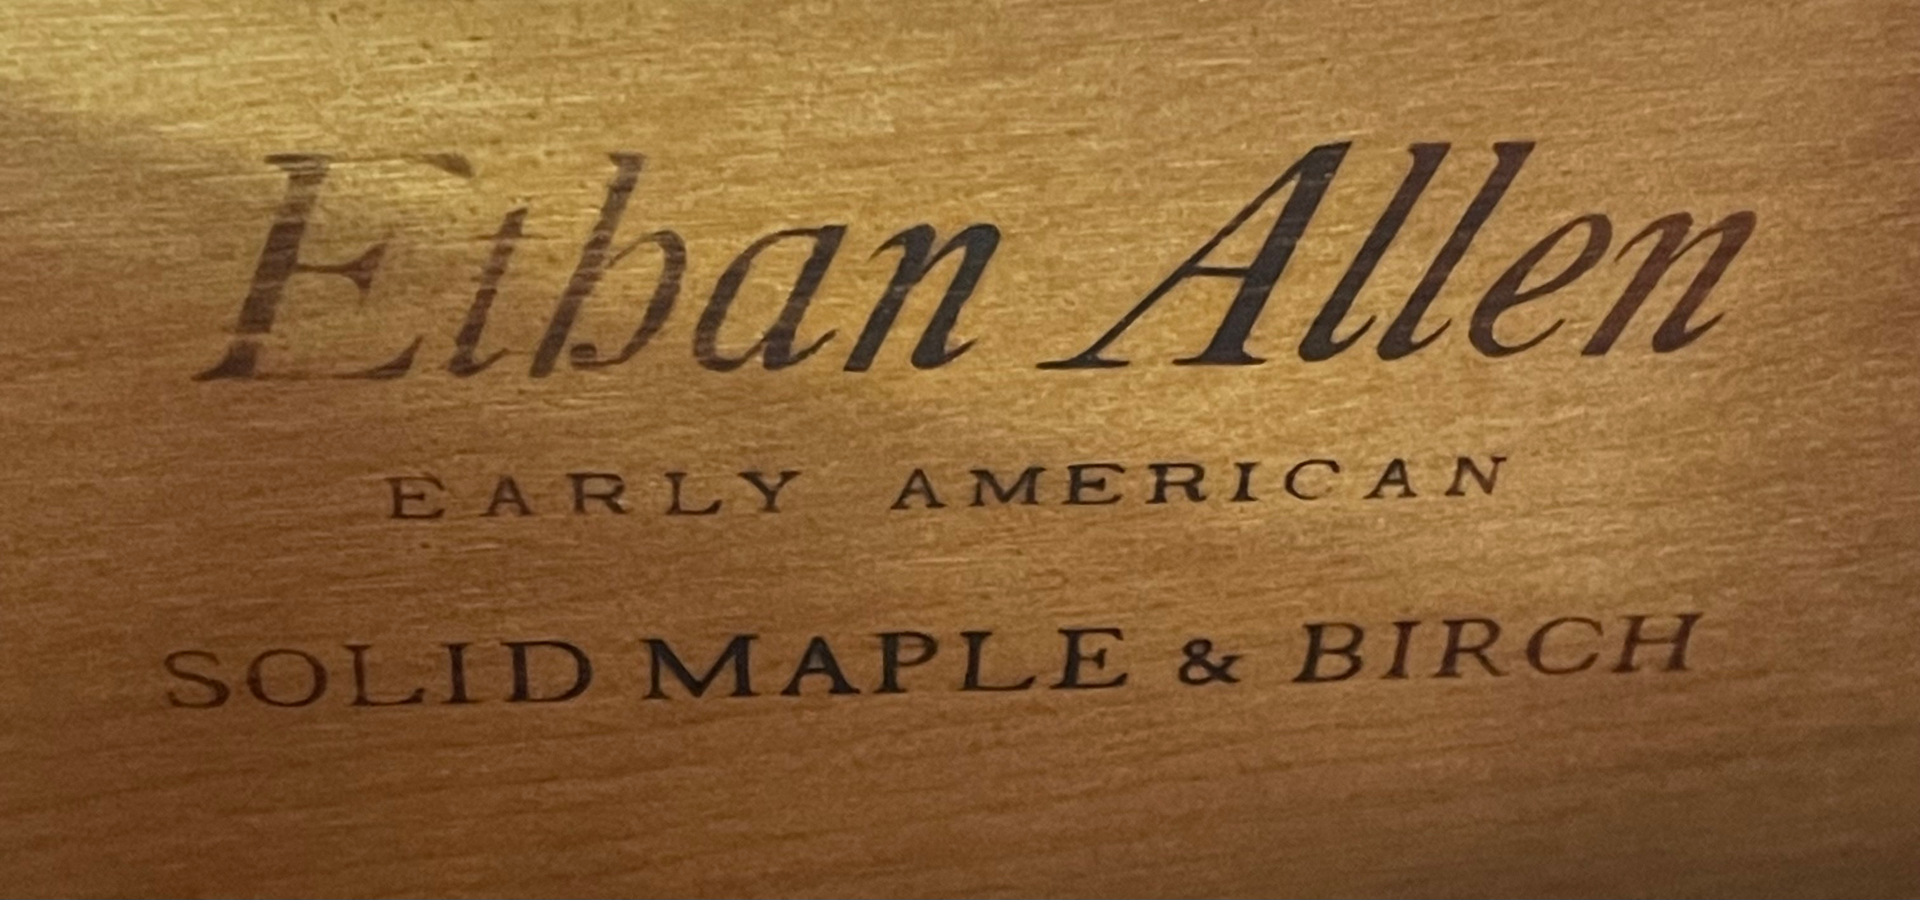 Ethan Allen
EARLY AMERICAN
SOLID MAPLE & BIRCH